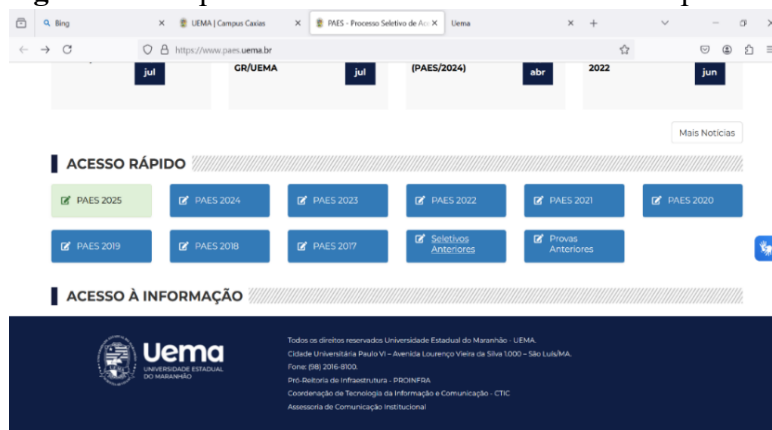 Bing
UEMA | Campus Caxias
PAES - Processo Seletivo de Ac
Uema
https://www.paes.uema.br
jul
GR/UEMA
jul
(PAES/2024)
abr
2022
jun
Mais Notícias
ACESSO RÁPIDO
PAES 2025
PAES 2024
PAES 2023
PAES 2022
PAES 2021
PAES 2020
PAES 2019
PAES 2018
PAES 2017
Seletivos
Anteriores
Provas
Anteriores
ACESSO À INFORMAÇÃO
Uema
UNIVERSIDADE ESTADUAL
DO MARANHÃO
Todos os direitos reservados Universidade Estadual do Maranhão - UEMA.
Cidade Universitária Paulo VI – Avenida Lourenço Vieira da Silva 1.000 – São Luís/MA.
Fone: (98) 2016-8100.
Pró-Reitoria de Infraestrutura - PROINFRA
Coordenação de Tecnologia da Informação e Comunicação - CTIC
Assessoria de Comunicação Institucional